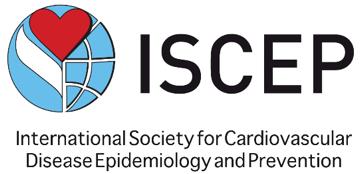 ISCEP
International Society for Cardiovascular
Disease Epidemiology and Prevention